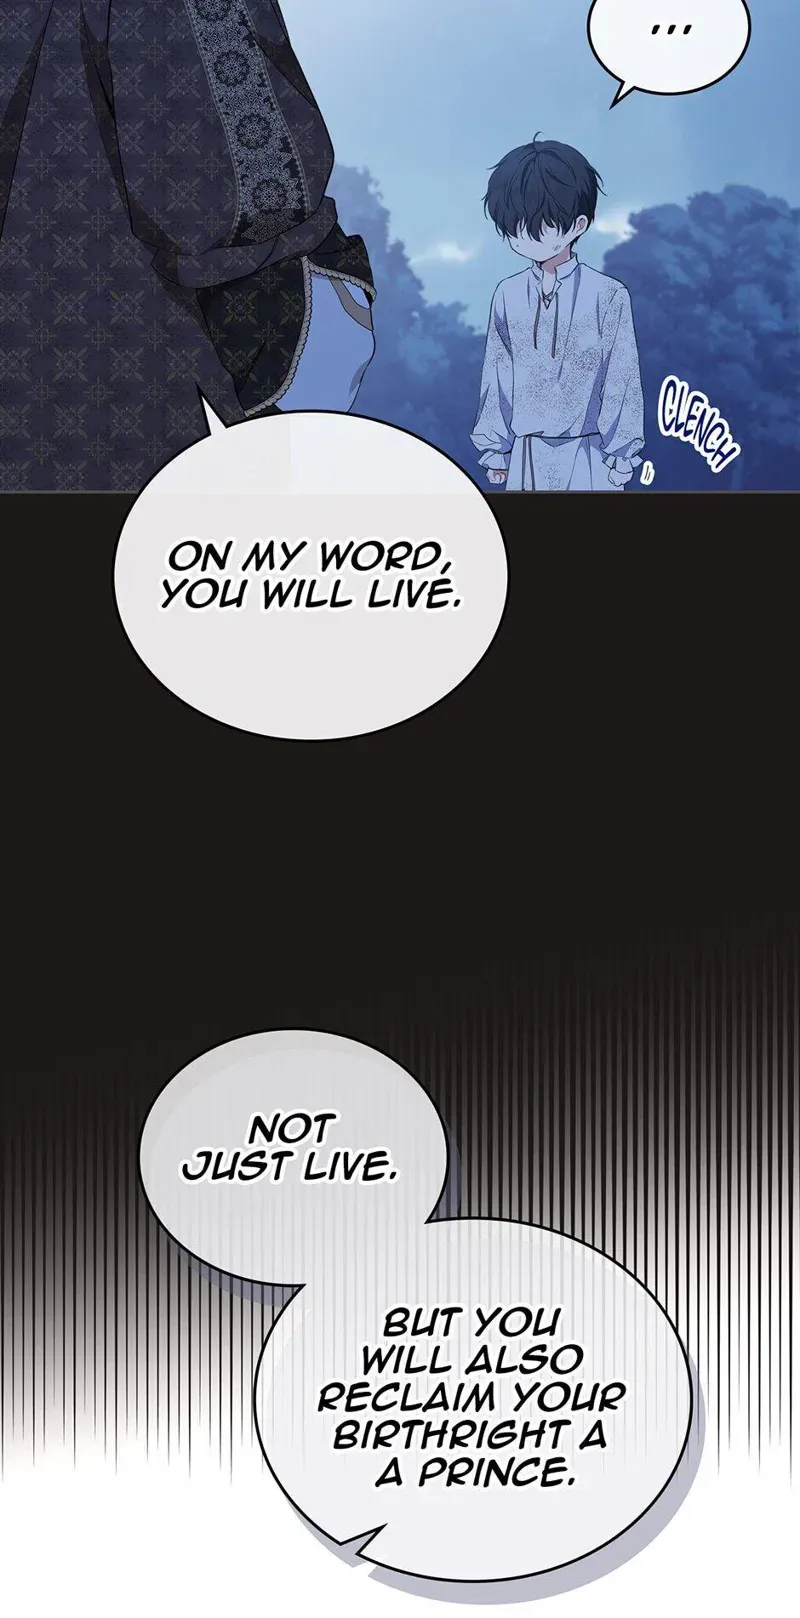 ...
CLENCH
ON MY WORD,
YOU WILL LIVE.
NOT
JUST LIVE.
BUT YOU
WILL ALSO
RECLAIM YOUR
BIRTHRIGHT A
A PRINCE.